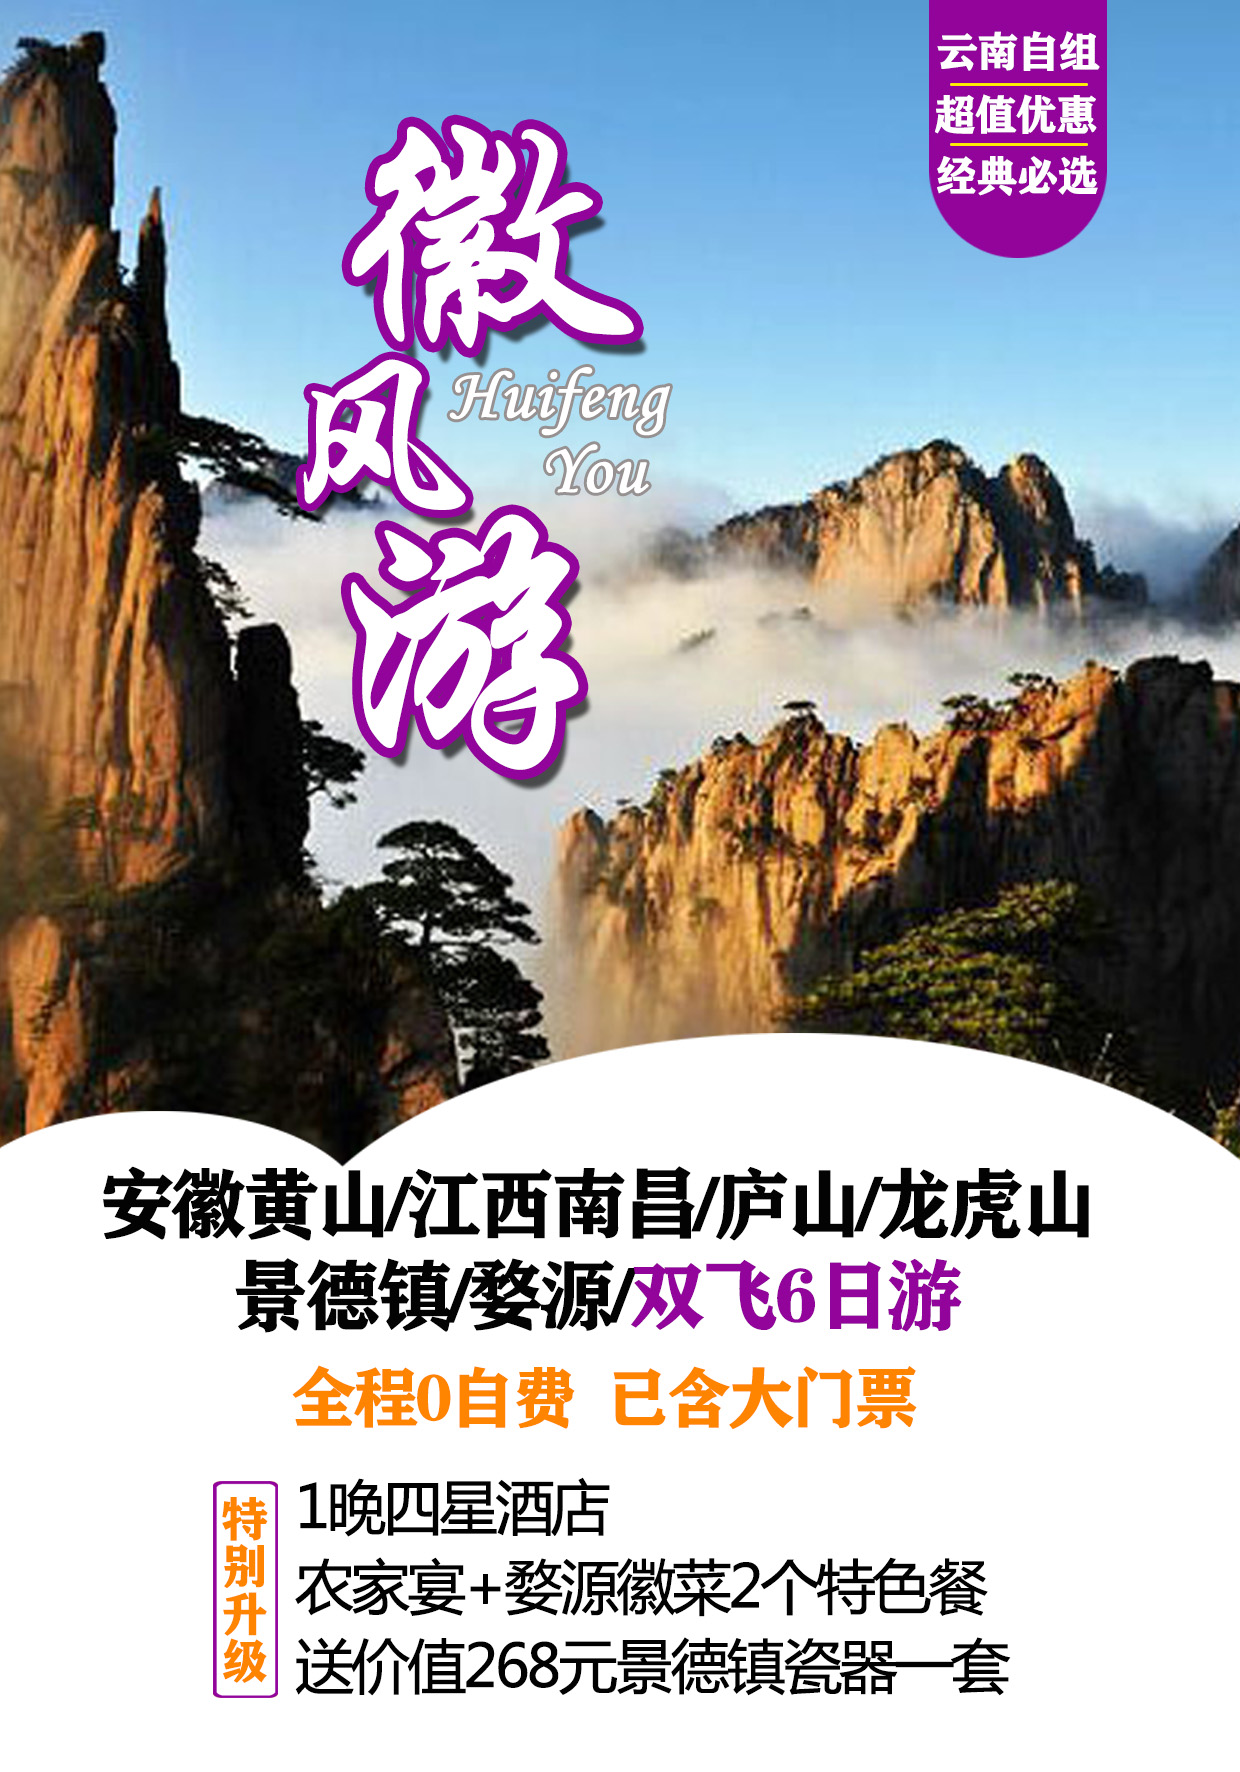 云南自组
超值优惠
经典必选
徽
风
游
Huifeng
You
安徽黄山/江西南昌/庐山/龙虎山
景德镇/婺源/双飞6日游
全程0自费 已含大门票
特别升级
1晚四星酒店
农家宴+婺源徽菜2个特色餐
送价值268元景德镇瓷器一套